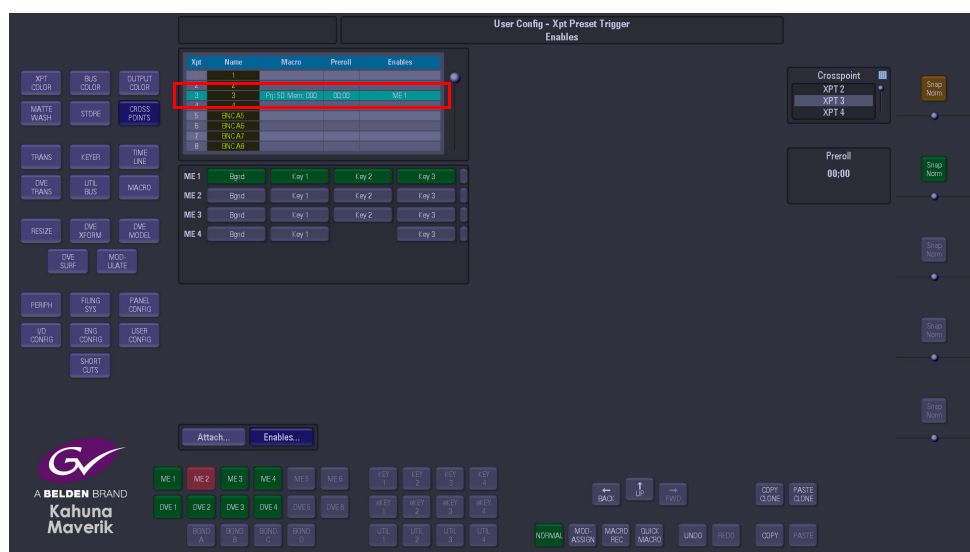 User Config - Xpt Preset Trigger
Enables
Xpt Name Macro Preroll Enables
1
2 2
3 3 Prj: 50 Mem: 000 00;00 ME 1
4 4
5 BNCA5
6 BNCA6
7 BNCA7
8 BNCA8
XPT COLOR
BUS COLOR
OUTPUT COLOR
MATTE WASH
STORE
CROSS POINTS
TRANS
KEYER
TIME LINE
DVE TRANS
UTIL BUS
MACRO
RESIZE
DVE XFORM
DVE MODEL
DVE SURF
MOD- ULATE
PERIPH
FILING SYS
PANEL CONFIG
I/O CONFIG
ENG CONFIG
USER CONFIG
SHORT CUTS
ME 1 Bgnd Key 1 Key 2 Key 3
ME 2 Bgnd Key 1 Key 2 Key 3
ME 3 Bgnd Key 1 Key 2 Key 3
ME 4 Bgnd Key 1 Key 3
Crosspoint
XPT 2
XPT 3
XPT 4
Preroll
00;00
Snap Norm
Snap Norm
Snap Norm
Snap Norm
Snap Norm
Attach... Enables...
GV
A BELDEN BRAND
Kahuna
Maverik
ME 1 ME 2 ME 3 ME 4 ME 5 ME 6
DVE 1 DVE 2 DVE 3 DVE 4 DVE 5 DVE 6
BGND A BGND B BGND C BGND D
KEY 1 KEY 2 KEY 3 KEY 4
eKEY 1 eKEY 2 eKEY 3 eKEY 4
UTIL 1 UTIL 2 UTIL 3 UTIL 4
← BACK ↑ UP → FWD
COPY CLONE PASTE CLONE
NORMAL MOD- ASSIGN MACRO REC QUICK MACRO UNDO REDO COPY PASTE